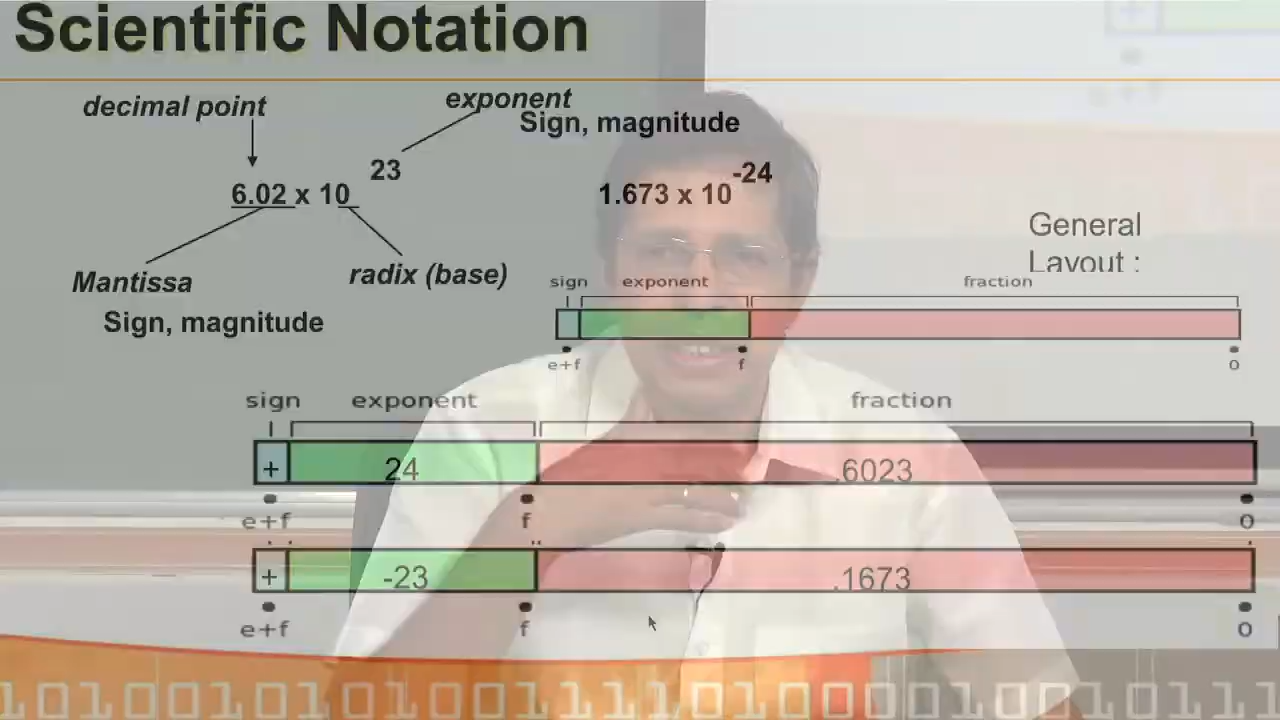 Scientific Notation
decimal point
exponent
Sign, magnitude
23
6.02 x 10
-24
1.673 x 10
General
Layout :
Mantissa
radix (base)
Sign, magnitude
sign exponent fraction
e+f f 0
sign exponent fraction
+ 24 .6023
e+f f 0
+ -23 .1673
e+f f 0
1010010101001111010000100101111